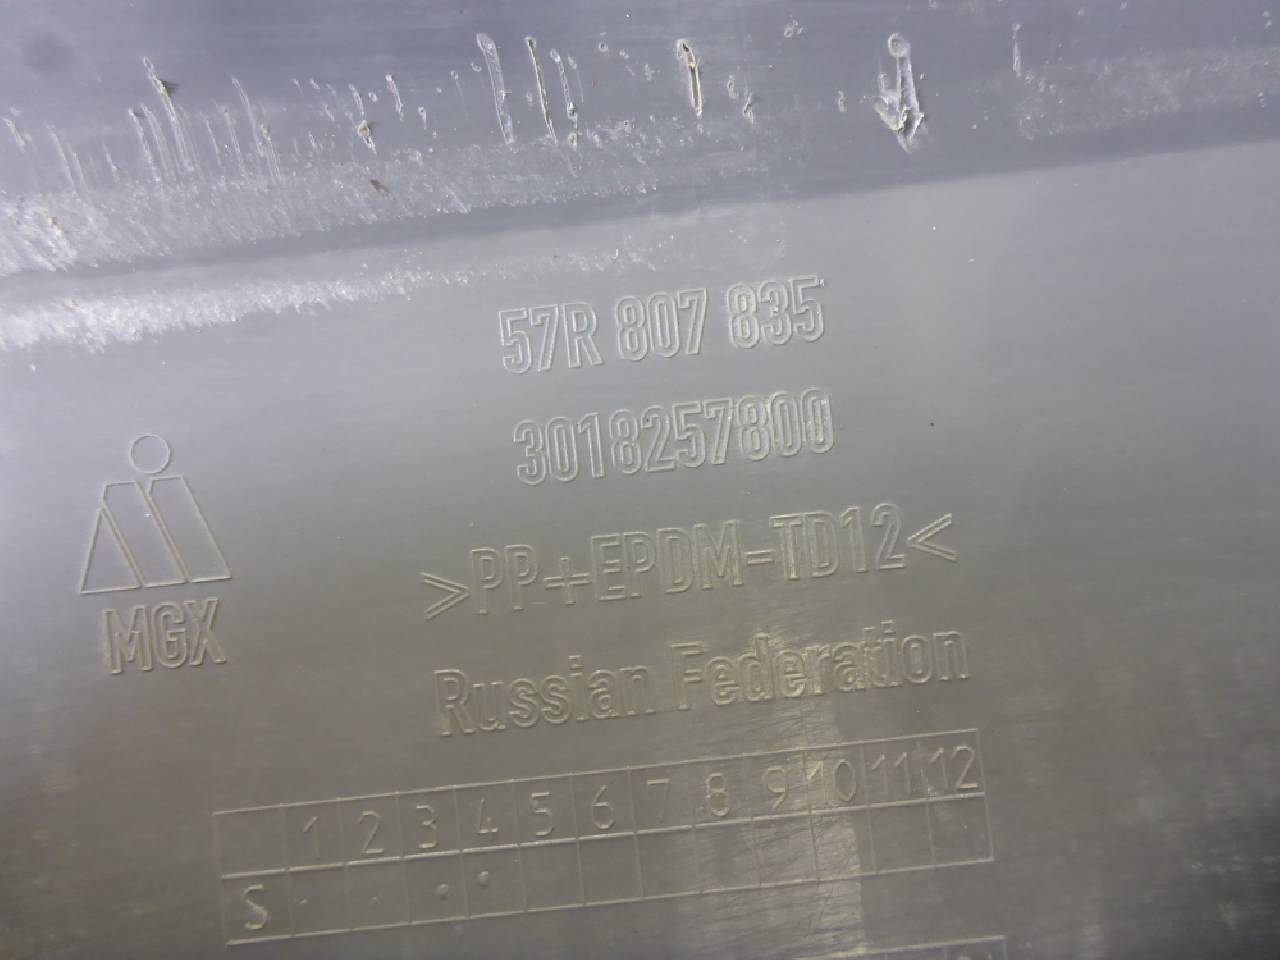 57R 807 835
3018257800
>PP+EPDM-TD12<
MGX
Russian Federation
1 2 3 4 5 6 7 8 9 10 11 12
S